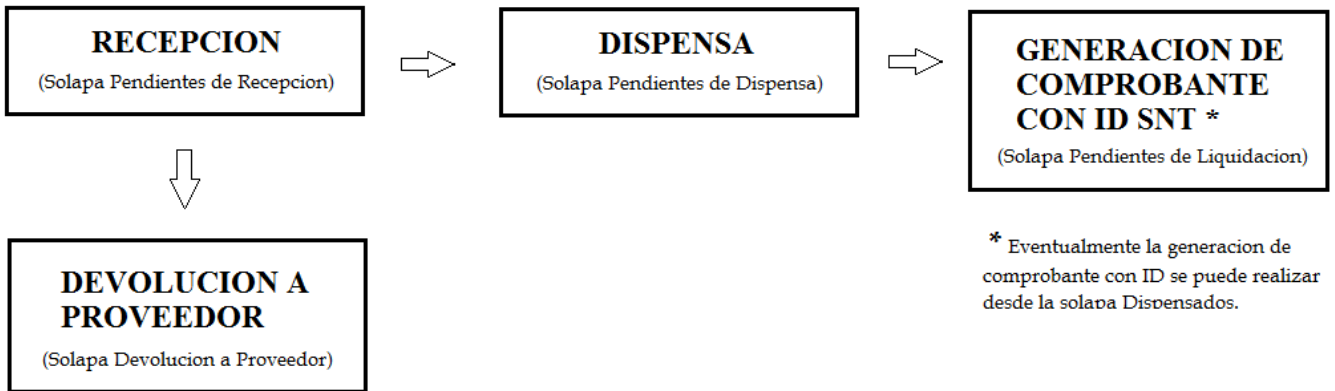 RECEPCION
(Solapa Pendientes de Recepcion)
DISPENSA
(Solapa Pendientes de Dispensa)
GENERACION DE
COMPROBANTE
CON ID SNT *
(Solapa Pendientes de Liquidacion)
DEVOLUCION A
PROVEEDOR
(Solapa Devolucion a Proveedor)
* Eventualmente la generacion de
comprobante con ID se puede realizar
desde la solapa Dispensados.